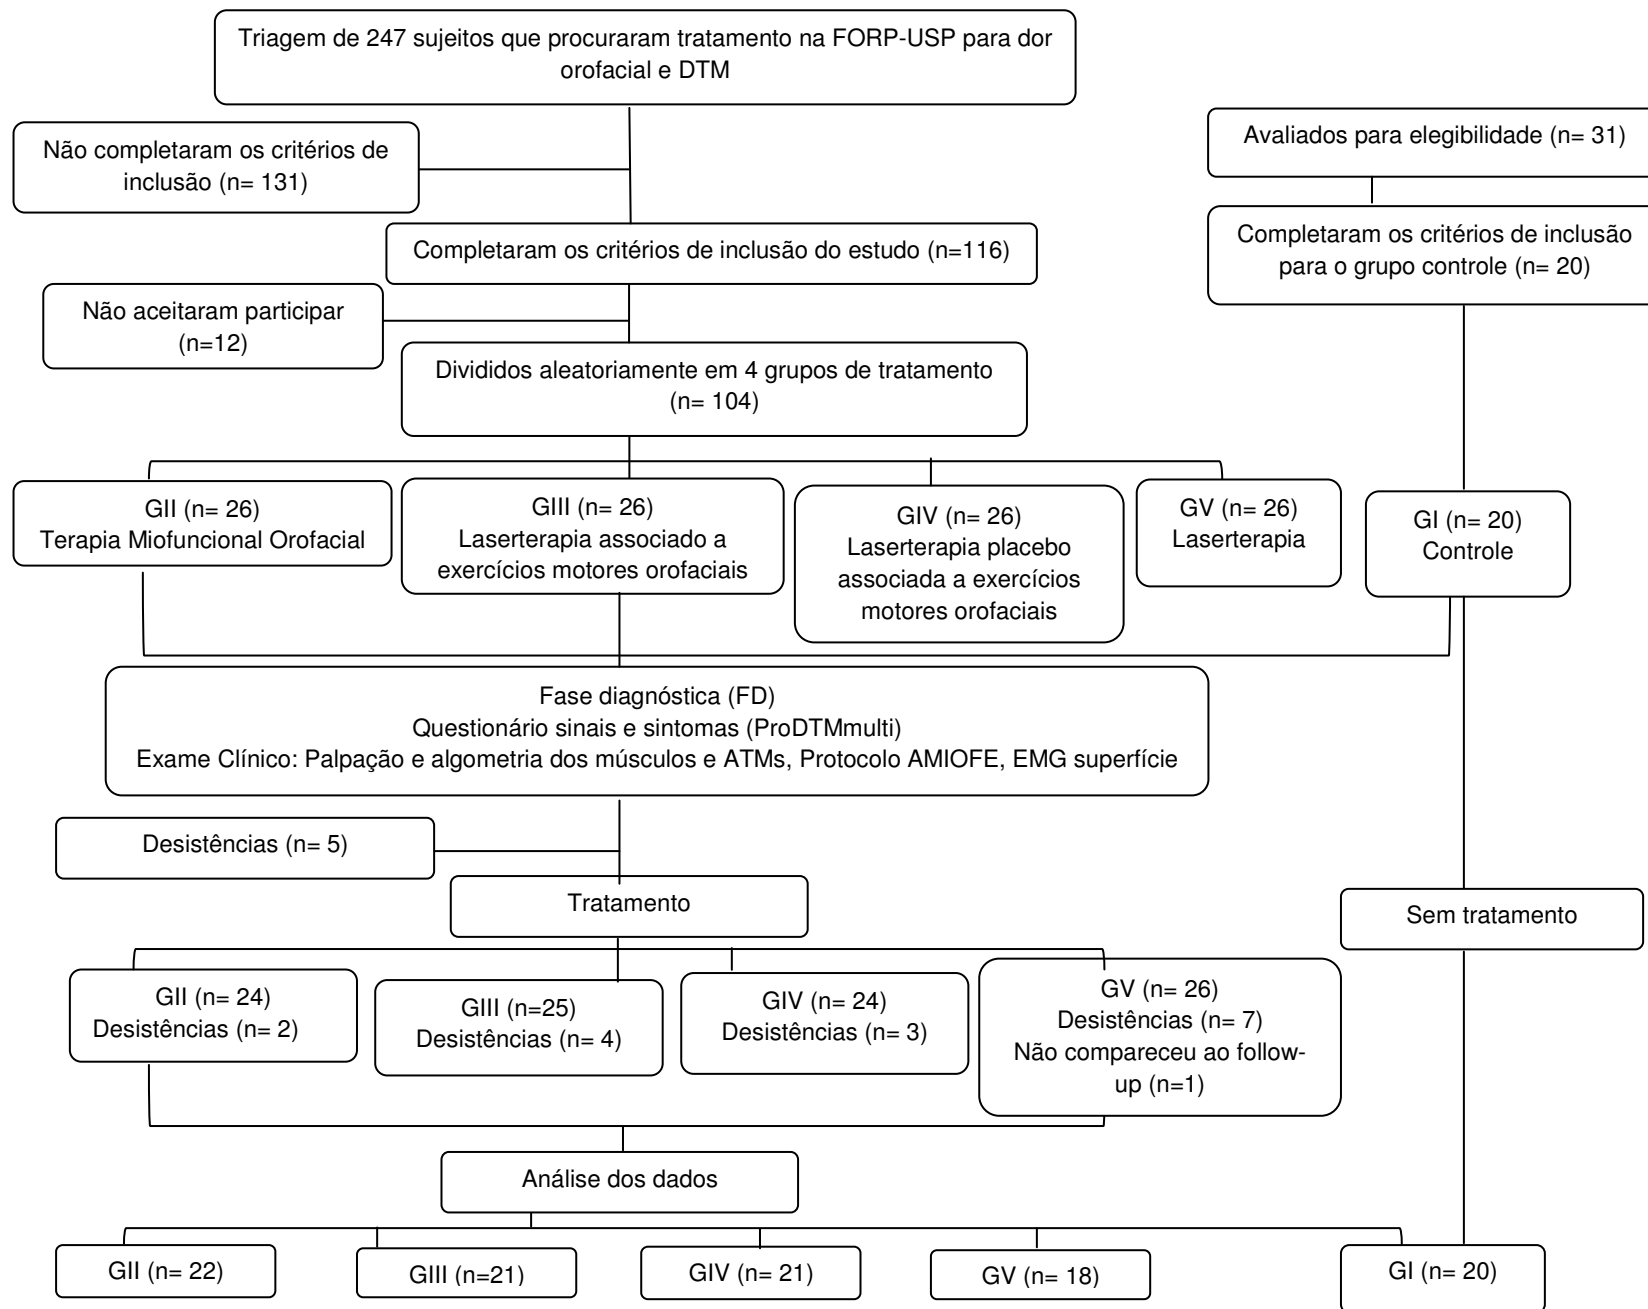 Triagem de 247 sujeitos que procuraram tratamento na FORP-USP para dor
orofacial e DTM
Não completaram os critérios de
inclusão (n= 131)
Avaliados para elegibilidade (n= 31)
Completaram os critérios de inclusão do estudo (n=116)
Completaram os critérios de inclusão
para o grupo controle (n= 20)
Não aceitaram participar
(n=12)
Divididos aleatoriamente em 4 grupos de tratamento
(n= 104)
GII (n= 26)
Terapia Miofuncional Orofacial
GIII (n= 26)
Laserterapia associado a
exercícios motores orofaciais
GIV (n= 26)
Laserterapia placebo
associada a exercícios
motores orofaciais
GV (n= 26)
Laserterapia
GI (n= 20)
Controle
Fase diagnóstica (FD)
Questionário sinais e sintomas (ProDTMmulti)
Exame Clínico: Palpação e algometria dos músculos e ATMs, Protocolo AMIOFE, EMG superfície
Desistências (n= 5)
Tratamento
Sem tratamento
GII (n= 24)
Desistências (n= 2)
GIII (n=25)
Desistências (n= 4)
GIV (n= 24)
Desistências (n= 3)
GV (n= 26)
Desistências (n= 7)
Não compareceu ao follow-
up (n=1)
Análise dos dados
GII (n= 22)
GIII (n=21)
GIV (n= 21)
GV (n= 18)
GI (n= 20)